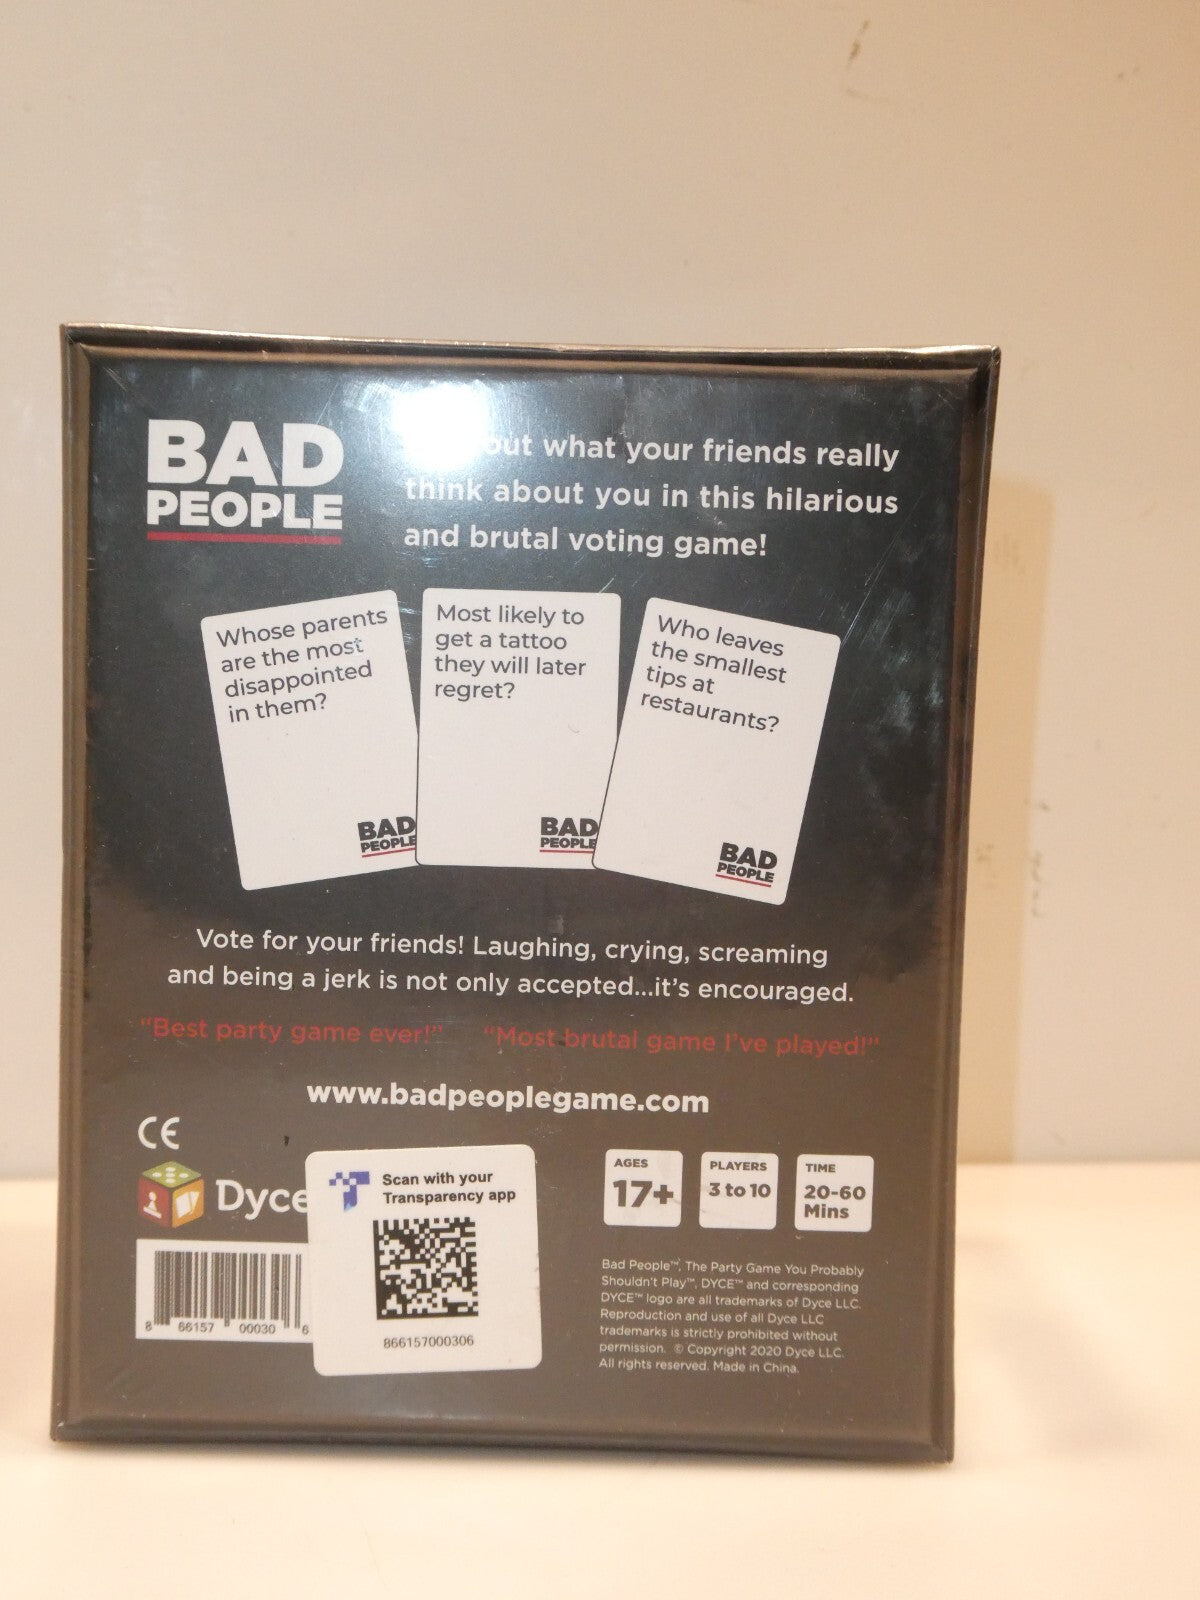 BAD
PEOPLE
out what your friends really
think about you in this hilarious
and brutal voting game!
Whose parents
are the most
disappointed
in them?
BAD
PEOPLE
Most likely to
get a tattoo
they will later
regret?
BAD
PEOPLE
Who leaves
the smallest
tips at
restaurants?
BAD
PEOPLE
Vote for your friends! Laughing, crying, screaming
and being a jerk is not only accepted...it's encouraged.
"Best party game ever!" "Most brutal game I've played!"
www.badpeoplegame.com
CE
Dyce
8 66157 00030 6
Scan with your
Transparency app
866157000306
AGES
17+
PLAYERS
3 to 10
TIME
20-60
Mins
Bad People™, The Party Game You Probably
Shouldn't Play™, DYCE™ and corresponding
DYCE™ logo are all trademarks of Dyce LLC.
Reproduction and use of all Dyce LLC
trademarks is strictly prohibited without
permission. © Copyright 2020 Dyce LLC.
All rights reserved. Made in China.